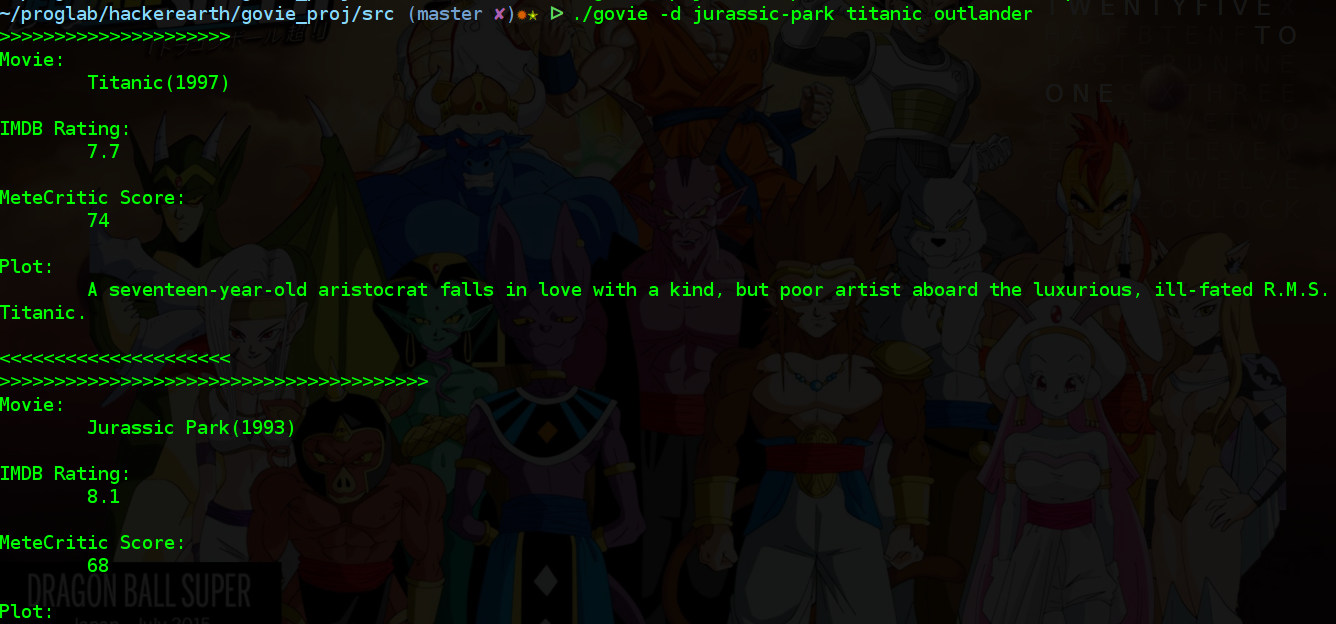 ~/proglab/hackerearth/govie_proj/src (master ✘)✹★ ᐅ ./govie -d jurassic-park titanic outlander
>>>>>>>>>>>>>>>>>>>>>
Movie:
Titanic(1997)
IMDB Rating:
7.7
MeteCritic Score:
74
Plot:
A seventeen-year-old aristocrat falls in love with a kind, but poor artist aboard the luxurious, ill-fated R.M.S.
Titanic.
<<<<<<<<<<<<<<<<<<<<<
>>>>>>>>>>>>>>>>>>>>>>>>>>>>>>>>>>>>>>>
Movie:
Jurassic Park(1993)
IMDB Rating:
8.1
MeteCritic Score:
68
Plot:
TWENTYFIVE
TO
ONE
DRAGON BALL SUPER